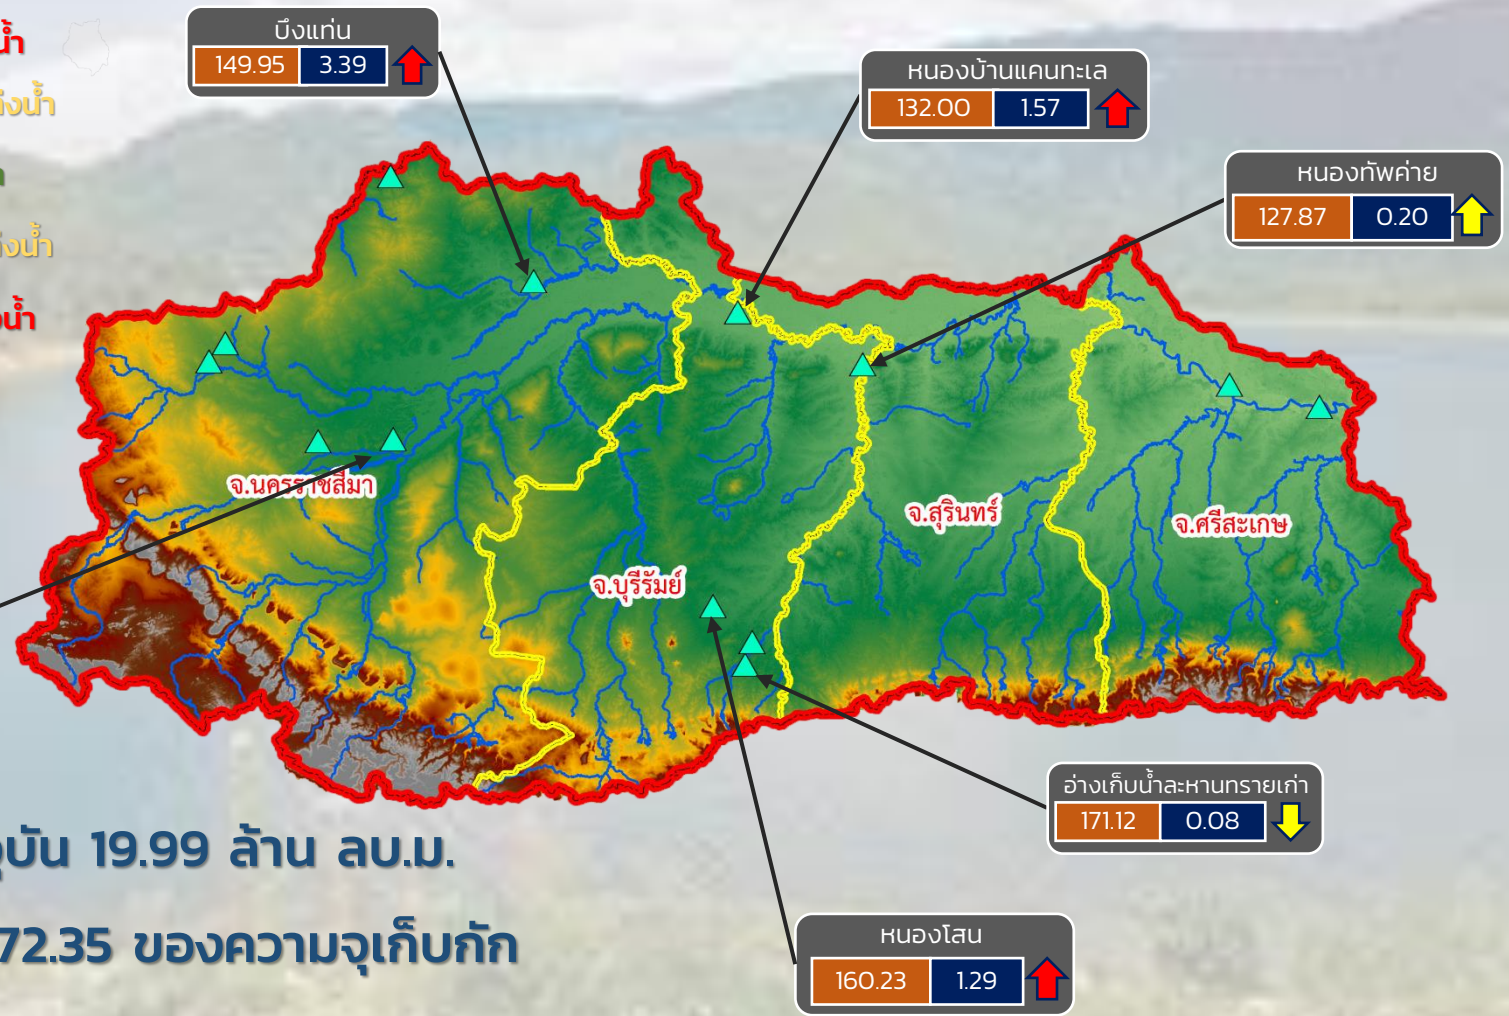 น้ำ
บึงแท่น
149.95 3.39
หนองบ้านแคนทะเล
132.00 1.57
หนองทัพค่าย
127.87 0.20
จ.นครราชสีมา
จ.บุรีรัมย์
จ.สุรินทร์
จ.ศรีสะเกษ
อ่างเก็บน้ำละหานทรายเก่า
171.12 0.08
19.99 ล้าน ลบ.ม.
72.35 ของความจุเก็บกัก
หนองโสน
160.23 1.29